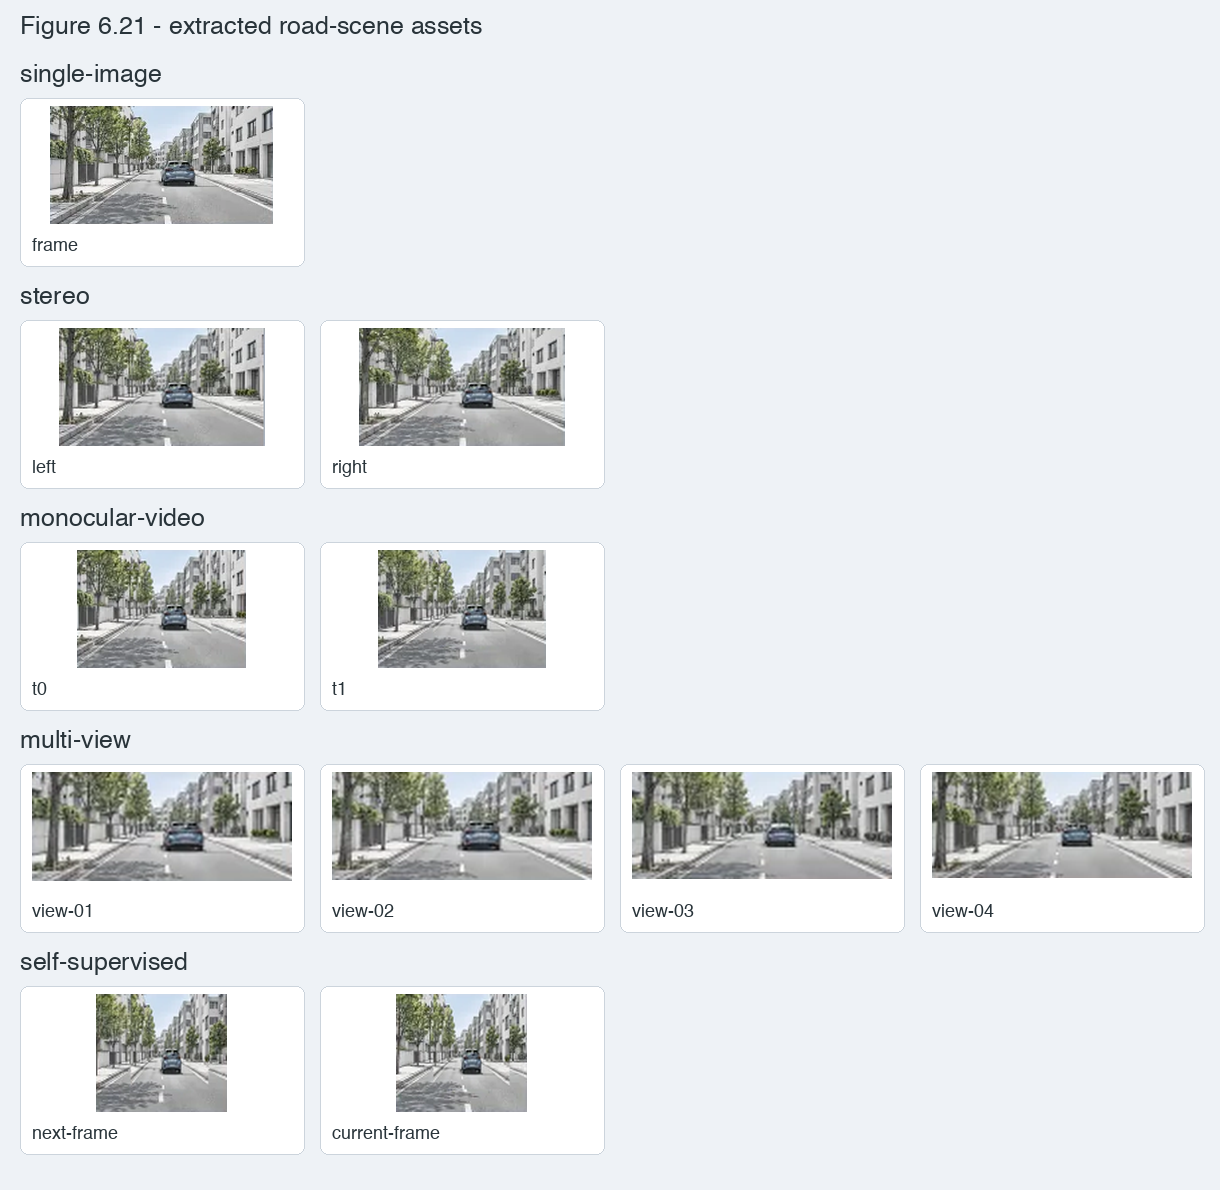 Figure 6.21 - extracted road-scene assets
single-image
frame
stereo
left
right
monocular-video
t0
t1
multi-view
view-01
view-02
view-03
view-04
self-supervised
next-frame
current-frame